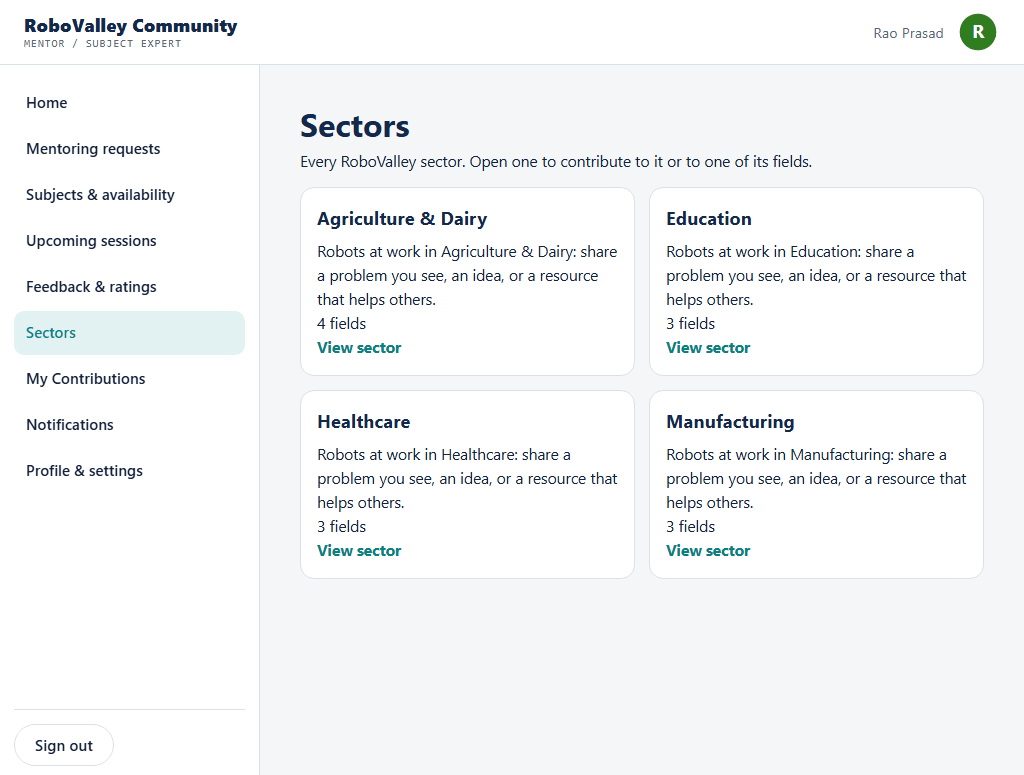 RoboValley Community
MENTOR / SUBJECT EXPERT
Rao Prasad
R
Home
Mentoring requests
Subjects & availability
Upcoming sessions
Feedback & ratings
Sectors
My Contributions
Notifications
Profile & settings
Sign out
Sectors
Every RoboValley sector. Open one to contribute to it or to one of its fields.
Agriculture & Dairy
Robots at work in Agriculture & Dairy: share
a problem you see, an idea, or a resource
that helps others.
4 fields
View sector
Education
Robots at work in Education: share a
problem you see, an idea, or a resource that
helps others.
3 fields
View sector
Healthcare
Robots at work in Healthcare: share a
problem you see, an idea, or a resource that
helps others.
3 fields
View sector
Manufacturing
Robots at work in Manufacturing: share a
problem you see, an idea, or a resource that
helps others.
3 fields
View sector